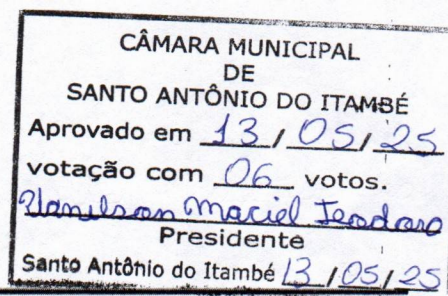 CÂMARA MUNICIPAL
DE
SANTO ANTÔNIO DO ITAMBÉ
Aprovado em 13 / 05 / 25
votação com 06 votos.
Vanilson Maciel Teodoro
Presidente
Santo Antônio do Itambé 13 / 05 / 25